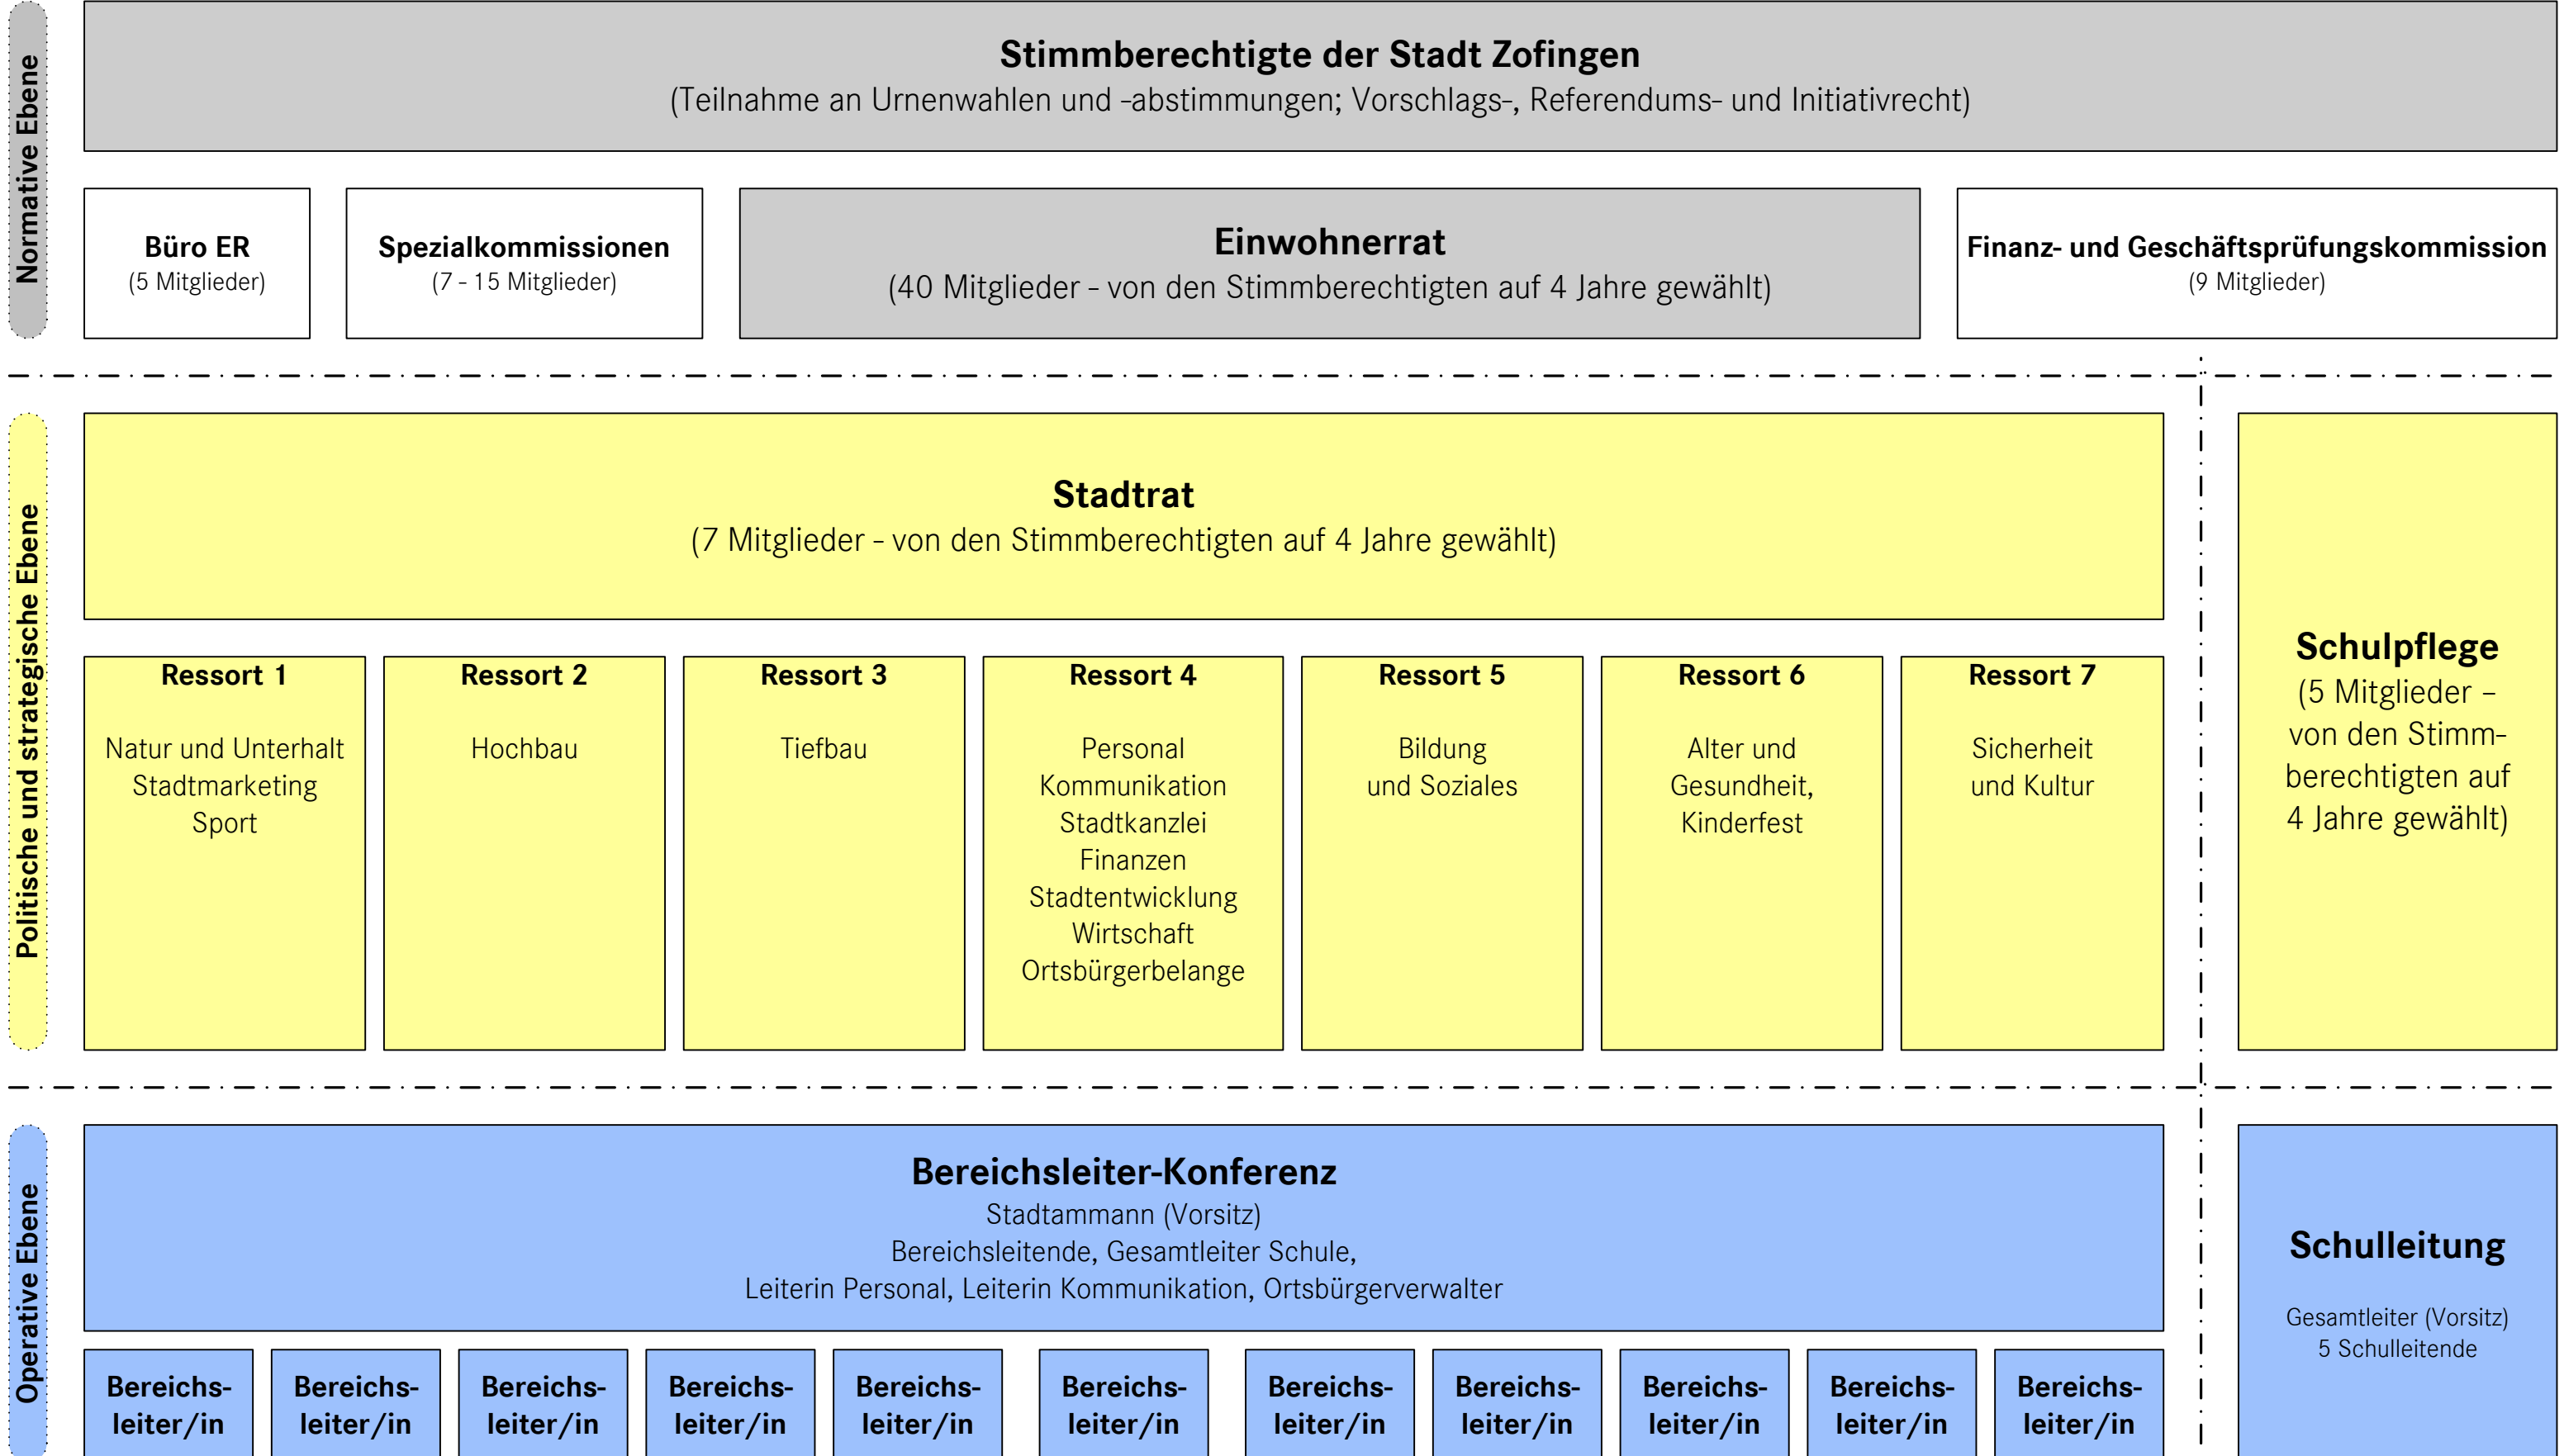 Normative Ebene
Stimmberechtigte der Stadt Zofingen
(Teilnahme an Urnenwahlen und -abstimmungen; Vorschlags-, Referendums- und Initiativrecht)
Büro ER
(5 Mitglieder)
Spezialkommissionen
(7 - 15 Mitglieder)
Einwohnerrat
(40 Mitglieder - von den Stimmberechtigten auf 4 Jahre gewählt)
Finanz- und Geschäftsprüfungskommission
(9 Mitglieder)
Politische und strategische Ebene
Stadtrat
(7 Mitglieder - von den Stimmberechtigten auf 4 Jahre gewählt)
Ressort 1
Natur und Unterhalt
Stadtmarketing
Sport
Ressort 2
Hochbau
Ressort 3
Tiefbau
Ressort 4
Personal
Kommunikation
Stadtkanzlei
Finanzen
Stadtentwicklung
Wirtschaft
Ortsbürgerbelange
Ressort 5
Bildung
und Soziales
Ressort 6
Alter und
Gesundheit,
Kinderfest
Ressort 7
Sicherheit
und Kultur
Schulpflege
(5 Mitglieder –
von den Stimm-
berechtigten auf
4 Jahre gewählt)
Operative Ebene
Bereichsleiter-Konferenz
Stadtammann (Vorsitz)
Bereichsleitende, Gesamtleiter Schule,
Leiterin Personal, Leiterin Kommunikation, Ortsbürgerverwalter
Schulleitung
Gesamtleiter (Vorsitz)
5 Schulleitende
Bereichs-
leiter/in
Bereichs-
leiter/in
Bereichs-
leiter/in
Bereichs-
leiter/in
Bereichs-
leiter/in
Bereichs-
leiter/in
Bereichs-
leiter/in
Bereichs-
leiter/in
Bereichs-
leiter/in
Bereichs-
leiter/in
Bereichs-
leiter/in